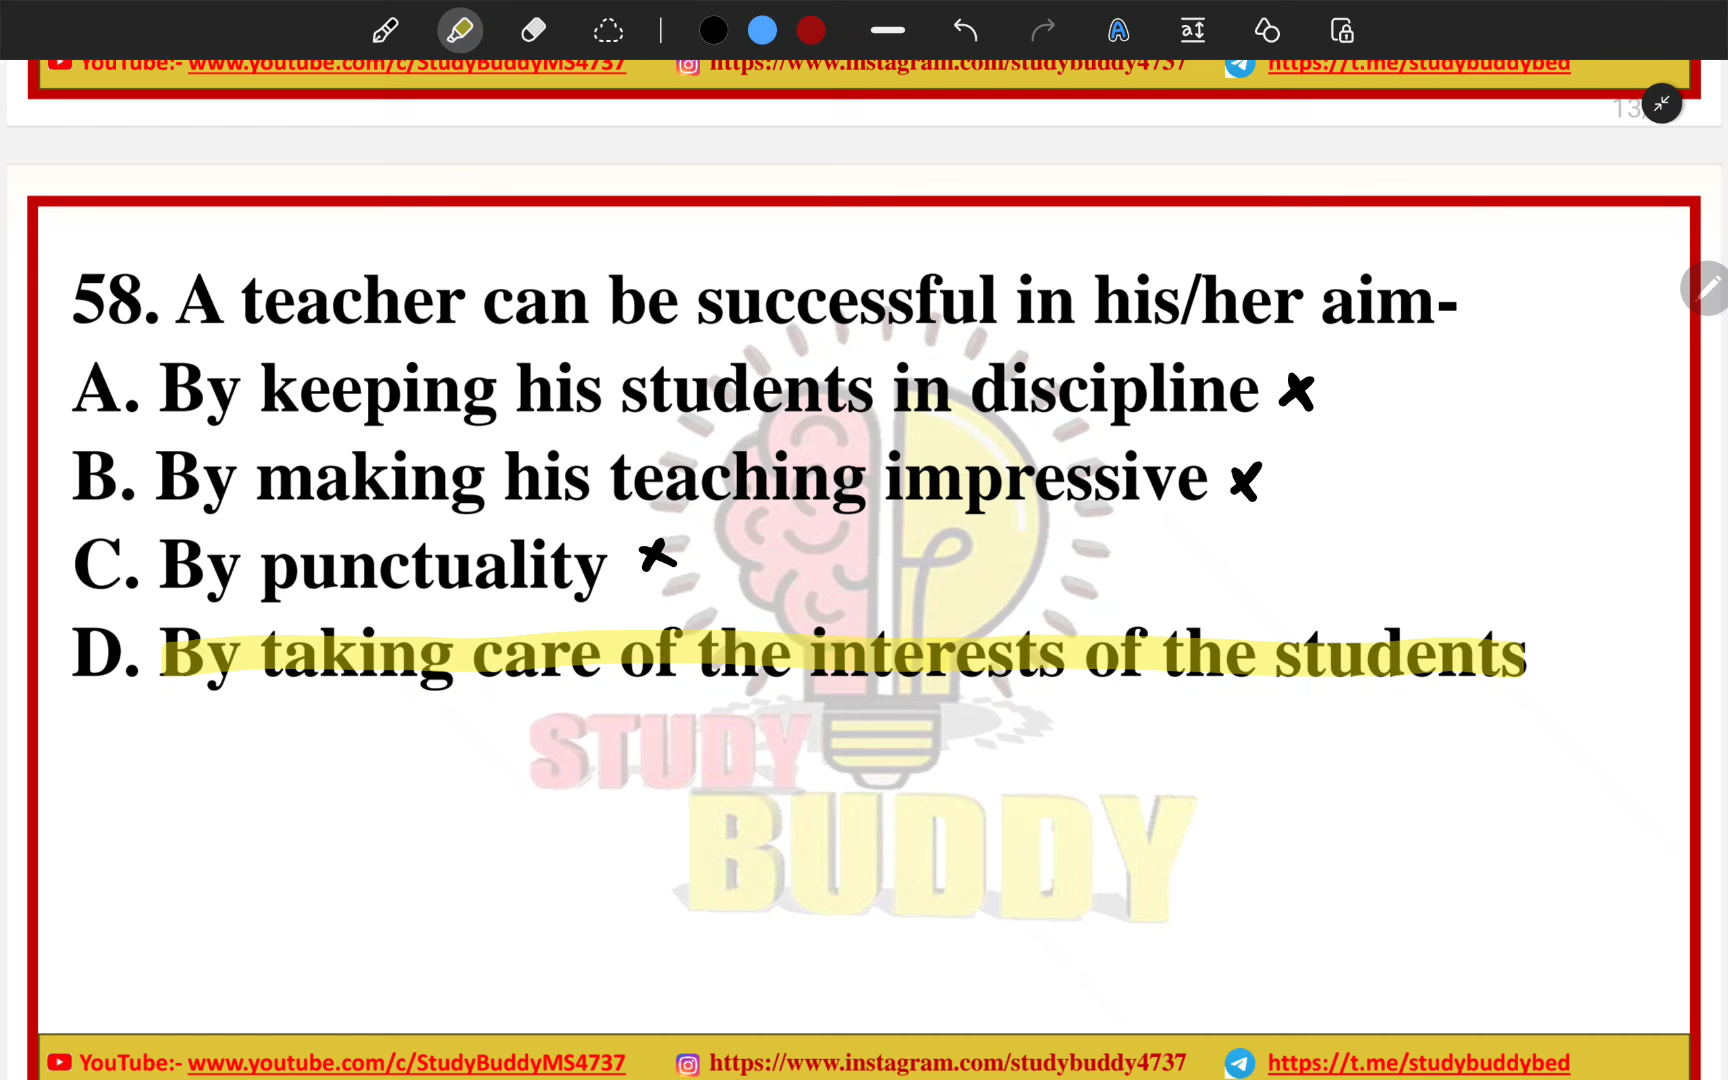 YouTube:- www.youtube.com/c/StudyBuddyMS4737 https://www.instagram.com/studybuddy4737 https://t.me/studybuddybed
58. A teacher can be successful in his/her aim-
A. By keeping his students in discipline
B. By making his teaching impressive
C. By punctuality
D. By taking care of the interests of the students
STUDY
BUDDY
YouTube:- www.youtube.com/c/StudyBuddyMS4737 https://www.instagram.com/studybuddy4737 https://t.me/studybuddybed